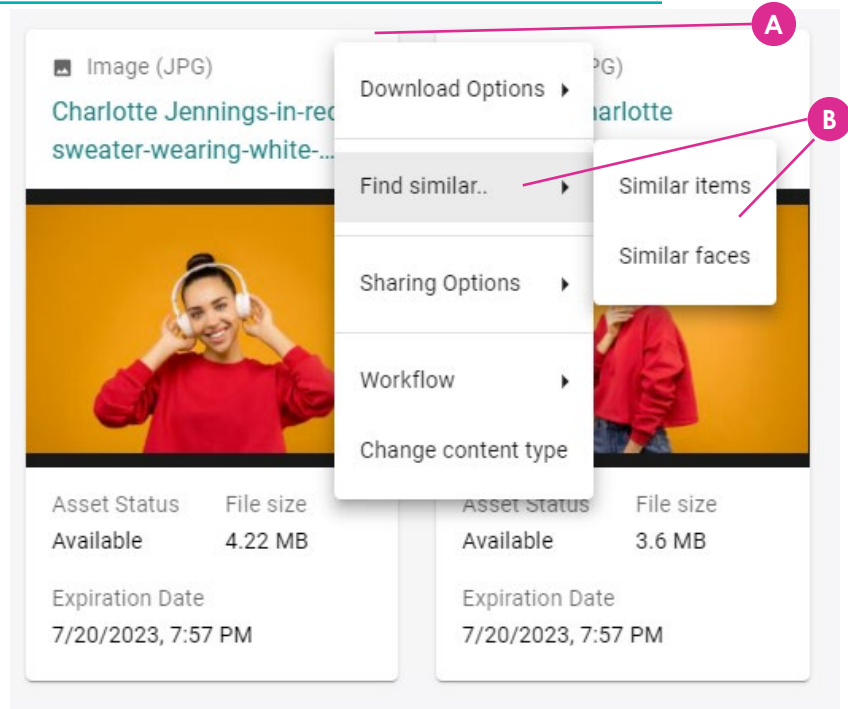 A
Image (JPG)
Charlotte Jennings-in-red
sweater-wearing-white-...
Download Options
Find similar..
Sharing Options
Workflow
Change content type
B
Similar items
Similar faces
PG)
arlotte
Asset Status File size
Available 4.22 MB
Expiration Date
7/20/2023, 7:57 PM
Asset Status File size
Available 3.6 MB
Expiration Date
7/20/2023, 7:57 PM